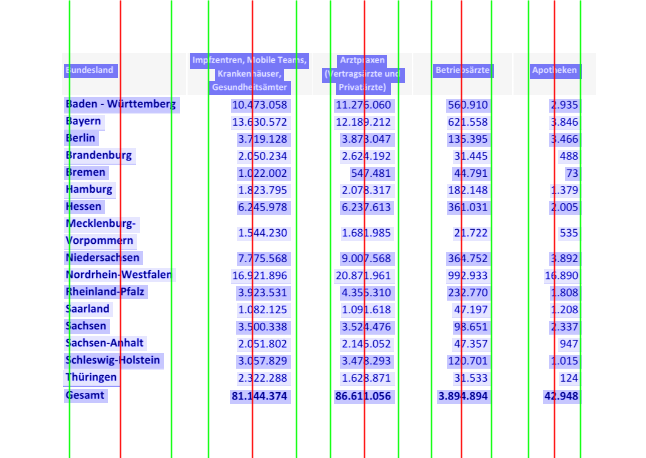 Bundesland Impfzentren, Mobile Teams, Krankenhäuser, Gesundheitsämter Arztpraxen (Vertragsärzte und Privatärzte) Betriebsärzte Apotheken
Baden - Württemberg 10.473.058 11.276.060 560.910 2.935
Bayern 13.630.572 12.189.212 621.558 3.846
Berlin 3.719.128 3.873.047 135.395 3.466
Brandenburg 2.050.234 2.624.192 31.445 488
Bremen 1.022.002 547.481 44.791 73
Hamburg 1.823.795 2.078.317 182.148 1.379
Hessen 6.245.978 6.237.613 361.031 2.005
Mecklenburg-
Vorpommern 1.544.230 1.681.985 21.722 535
Niedersachsen 7.775.568 9.007.568 364.752 3.892
Nordrhein-Westfalen 16.921.896 20.871.961 992.933 16.890
Rheinland-Pfalz 3.923.531 4.355.310 232.770 1.808
Saarland 1.082.125 1.091.618 47.197 1.208
Sachsen 3.500.338 3.524.476 98.651 2.337
Sachsen-Anhalt 2.051.802 2.145.052 47.357 947
Schleswig-Holstein 3.057.829 3.478.293 120.701 1.015
Thüringen 2.322.288 1.628.871 31.533 124
Gesamt 81.144.374 86.611.056 3.894.894 42.948